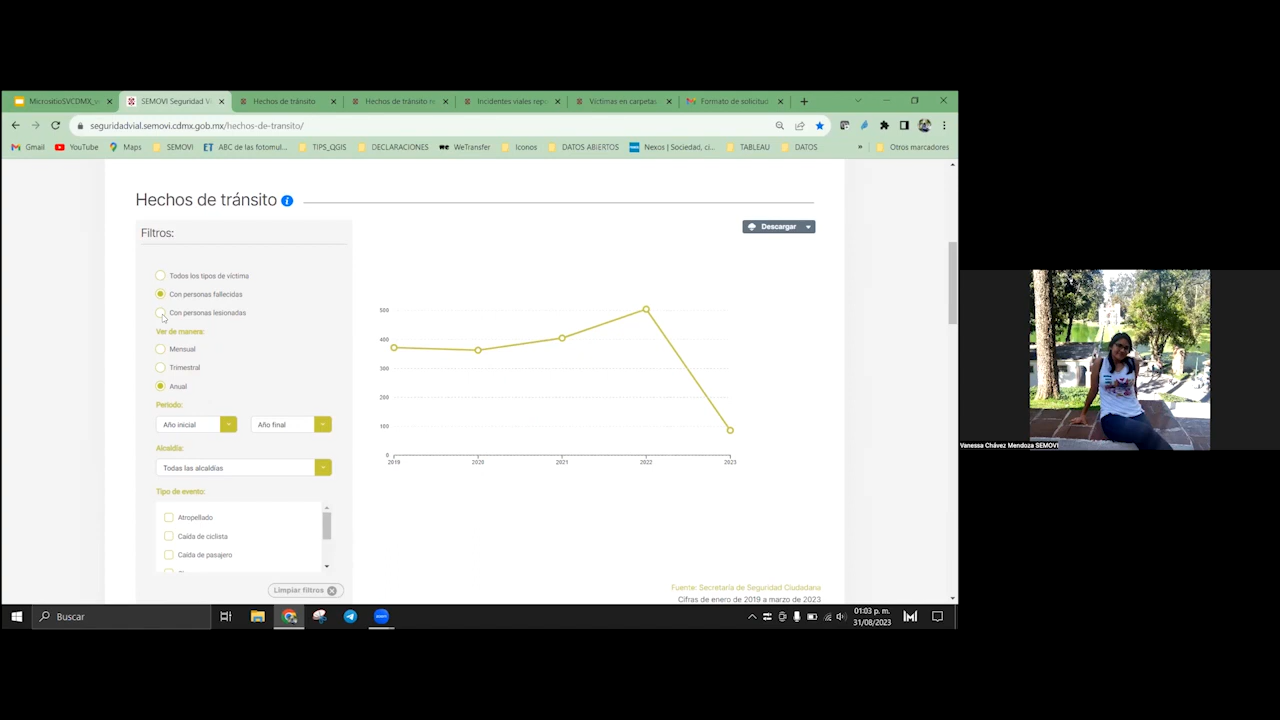 MicrositioSVCDMX_v
SEMOVI Seguridad Vi
Hechos de tránsito
Hechos de tránsito re
Incidentes viales rep
Víctimas en carpetas
Formato de solicitud
seguridadvial.semovi.cdmx.gob.mx/hechos-de-transito/
Gmail
YouTube
Maps
SEMOVI
ABC de las fotomul...
TIPS_QGIS
DECLARACIONES
WeTransfer
Iconos
DATOS ABIERTOS
Nexos | Sociedad, ci...
TABLEAU
DATOS
»
Otros marcadores
Hechos de tránsito
Filtros:
Descargar
Todos los tipos de víctima
Con personas fallecidas
Con personas lesionadas
Ver de manera:
Mensual
Trimestral
Anual
Periodo:
Año inicial
Año final
Alcaldía:
Todas las alcaldías
Tipo de evento:
Atropellado
Caída de ciclista
Caída de pasajero
Limpiar filtros
500
400
300
200
100
0
2019
2020
2021
2022
2023
Fuente: Secretaría de Seguridad Ciudadana
Cifras de enero de 2019 a marzo de 2023
Vanessa Chávez Mendoza SEMOVI
Buscar
zoom
01:03 p. m.
31/08/2023